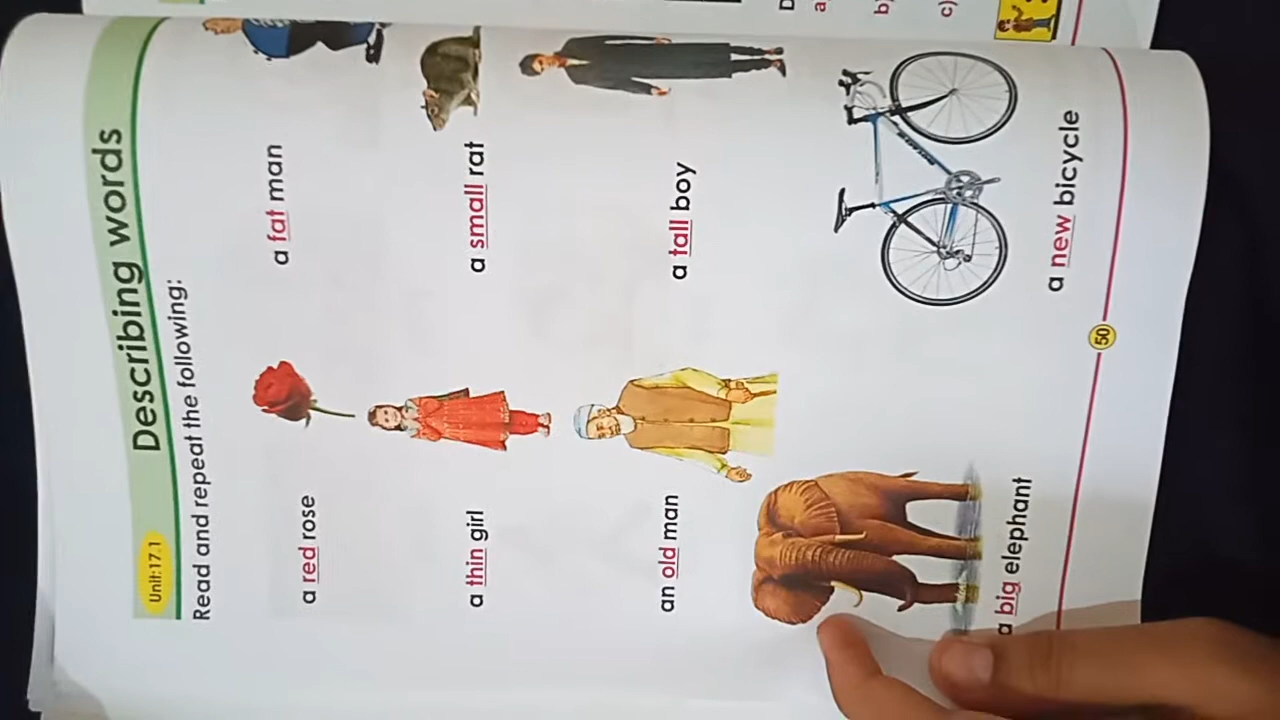 Unit:17.1
Describing words
Read and repeat the following:
a red rose
a fat man
a thin girl
a small rat
an old man
a tall boy
a big elephant
a new bicycle
50
D
a)
b)
c)